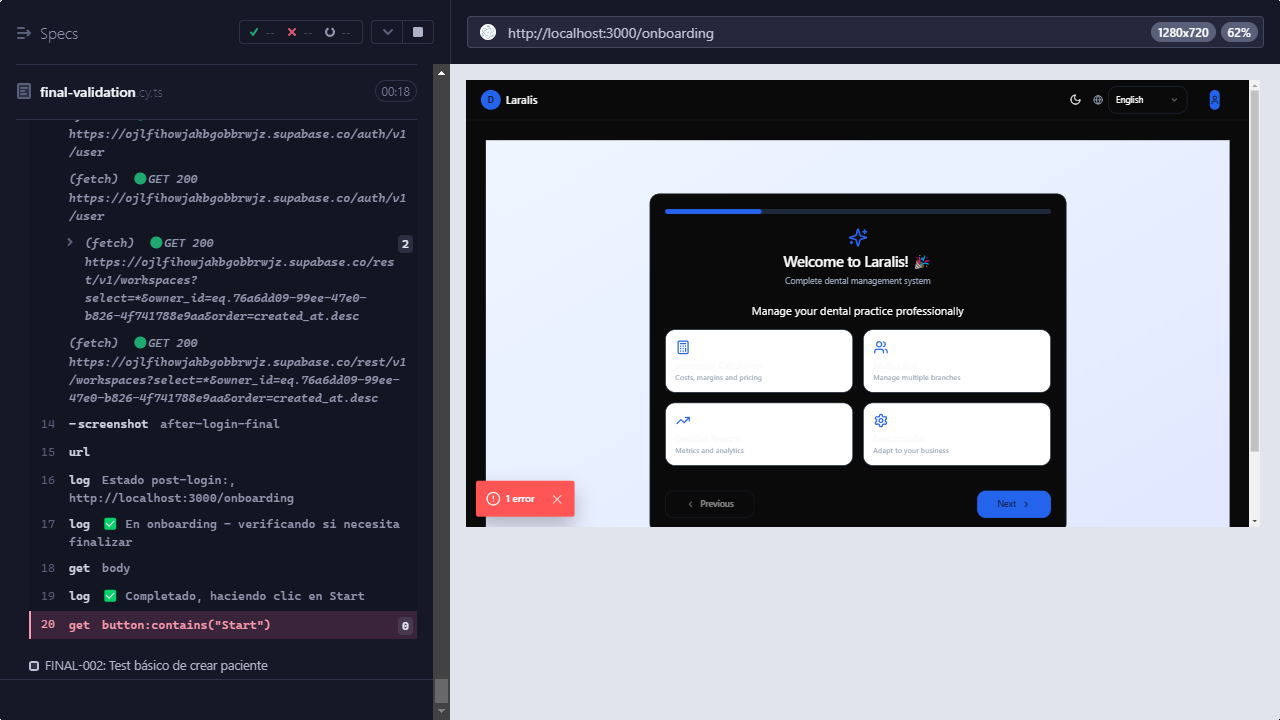 Specs
-- -- --
http://localhost:3000/onboarding
1280x720
62%
final-validation.cy.ts
00:18
https://ojlfihowjakbgobbrwjz.supabase.co/auth/v1
/user
(fetch) GET 200
https://ojlfihowjakbgobbrwjz.supabase.co/auth/v1
/user
(fetch) GET 200
2
https://ojlfihowjakbgobbrwjz.supabase.co/res
t/v1/workspaces?
select=*&owner_id=eq.76a6dd09-99ee-47e0-
b826-4f741788e9aa&order=created_at.desc
(fetch) GET 200
https://ojlfihowjakbgobbrwjz.supabase.co/rest/v1
/workspaces?select=*&owner_id=eq.76a6dd09-99ee-
47e0-b826-4f741788e9aa&order=created_at.desc
14 -screenshot after-login-final
15 url
16 log Estado post-login:,
http://localhost:3000/onboarding
17 log ✅ En onboarding - verificando si necesita
finalizar
18 get body
19 log ✅ Completado, haciendo clic en Start
20 get button:contains("Start") 0
FINAL-002: Test básico de crear paciente
D Laralis
English
Welcome to Laralis! 🎉
Complete dental management system
Manage your dental practice professionally
Costs, margins and pricing
Manage multiple branches
Metrics and analytics
Adapt to your business
1 error
Previous
Next